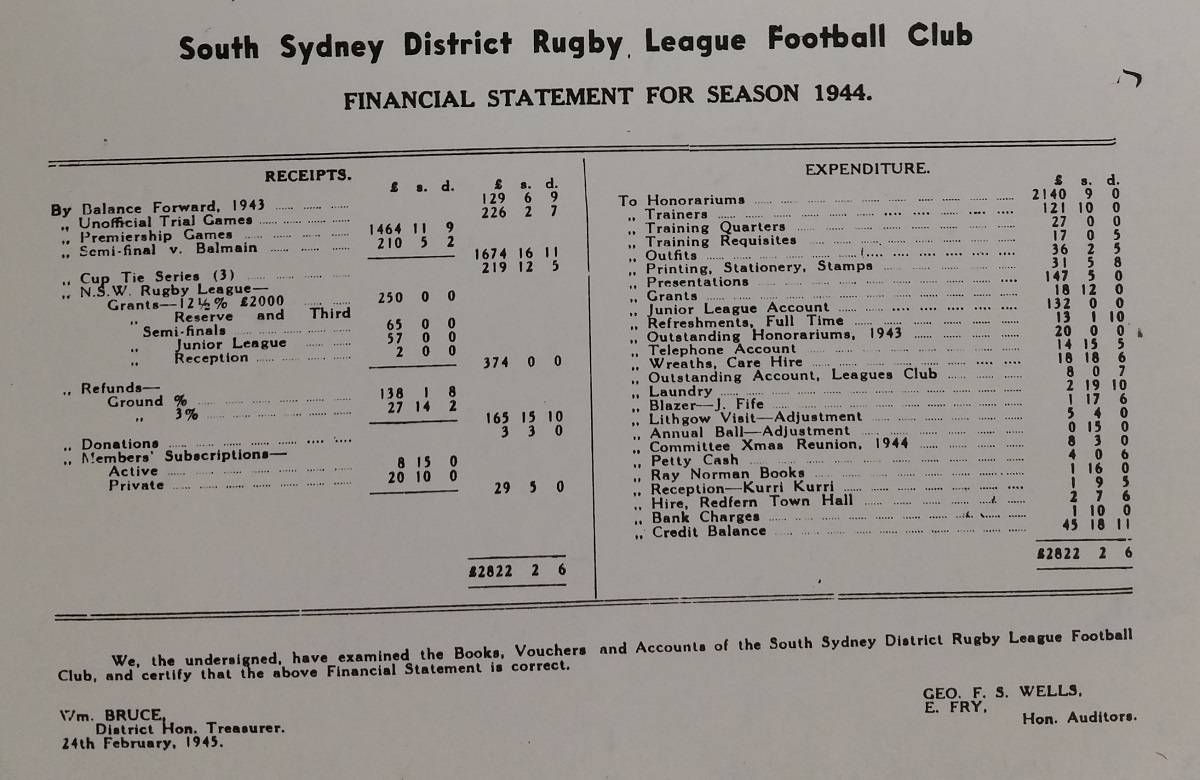 South Sydney District Rugby League Football Club
FINANCIAL STATEMENT FOR SEASON 1944.
RECEIPTS.
£ s. d. £ s. d.
By Balance Forward, 1943 129 6 9
„ Unofficial Trial Games 226 2 7
„ Premiership Games 1464 11 9
„ Semi-final v. Balmain 210 5 2
1674 16 11
„ Cup Tie Series (3) 219 12 5
„ N.S.W. Rugby League—
Grants—12½% £2000 250 0 0
„ Reserve and Third
Semi-finals 65 0 0
„ Junior League 57 0 0
„ Reception 2 0 0
374 0 0
„ Refunds—
Ground % 138 1 8
„ 3% 27 14 2
165 15 10
„ Donations 3 3 0
„ Members' Subscriptions—
Active 8 15 0
Private 20 10 0
29 5 0
£2822 2 6
EXPENDITURE.
£ s. d.
To Honorariums 2140 9 0
„ Trainers 121 10 0
„ Training Quarters 27 0 0
„ Training Requisites 17 0 5
„ Outfits 36 2 5
„ Printing, Stationery, Stamps 31 5 8
„ Presentations 147 5 0
„ Grants 18 12 0
„ Junior League Account 132 0 0
„ Refreshments, Full Time 13 1 10
„ Outstanding Honorariums, 1943 20 0 0
„ Telephone Account 14 15 5
„ Wreaths, Care Hire 18 18 6
„ Outstanding Account, Leagues Club 8 0 7
„ Laundry 2 19 10
„ Blazer—J. Fife 1 17 6
„ Lithgow Visit—Adjustment 5 4 0
„ Annual Ball—Adjustment 0 15 0
„ Committee Xmas Reunion, 1944 8 3 0
„ Petty Cash 4 0 6
„ Ray Norman Books 1 16 0
„ Reception—Kurri Kurri 1 9 5
„ Hire, Redfern Town Hall 2 7 6
„ Bank Charges 1 10 0
„ Credit Balance 45 18 11
£2822 2 6
We, the undersigned, have examined the Books, Vouchers and Accounts of the South Sydney District Rugby League Football
Club, and certify that the above Financial Statement is correct.
Wm. BRUCE,
District Hon. Treasurer.
24th February, 1945.
GEO. F. S. WELLS,
E. FRY,
Hon. Auditors.